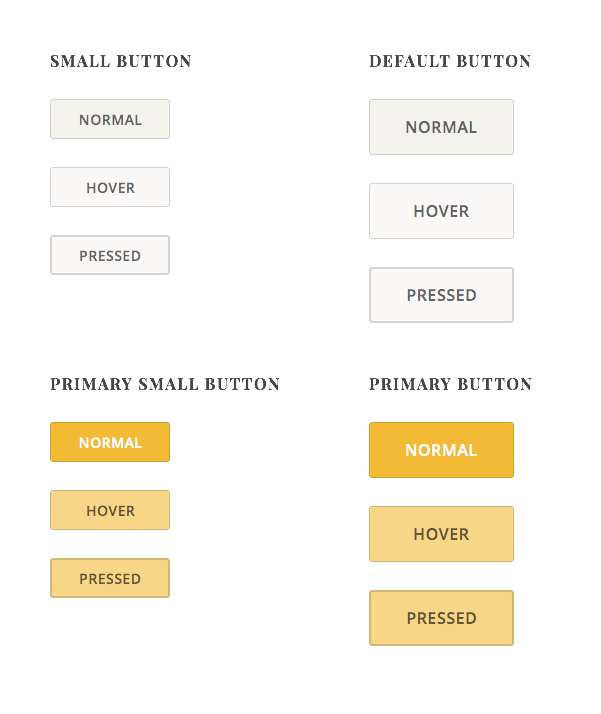 SMALL BUTTON
NORMAL
HOVER
PRESSED
DEFAULT BUTTON
NORMAL
HOVER
PRESSED
PRIMARY SMALL BUTTON
NORMAL
HOVER
PRESSED
PRIMARY BUTTON
NORMAL
HOVER
PRESSED